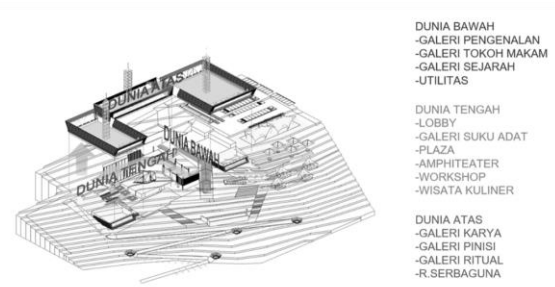 DUNIA ATAS
DUNIA BAWAH
DUNIA TENGAH
DUNIA BAWAH
-GALERI PENGENALAN
-GALERI TOKOH MAKAM
-GALERI SEJARAH
-UTILITAS
DUNIA TENGAH
-LOBBY
-GALERI SUKU ADAT
-PLAZA
-AMPHITEATER
-WORKSHOP
-WISATA KULINER
DUNIA ATAS
-GALERI KARYA
-GALERI PINISI
-GALERI RITUAL
-R.SERBAGUNA